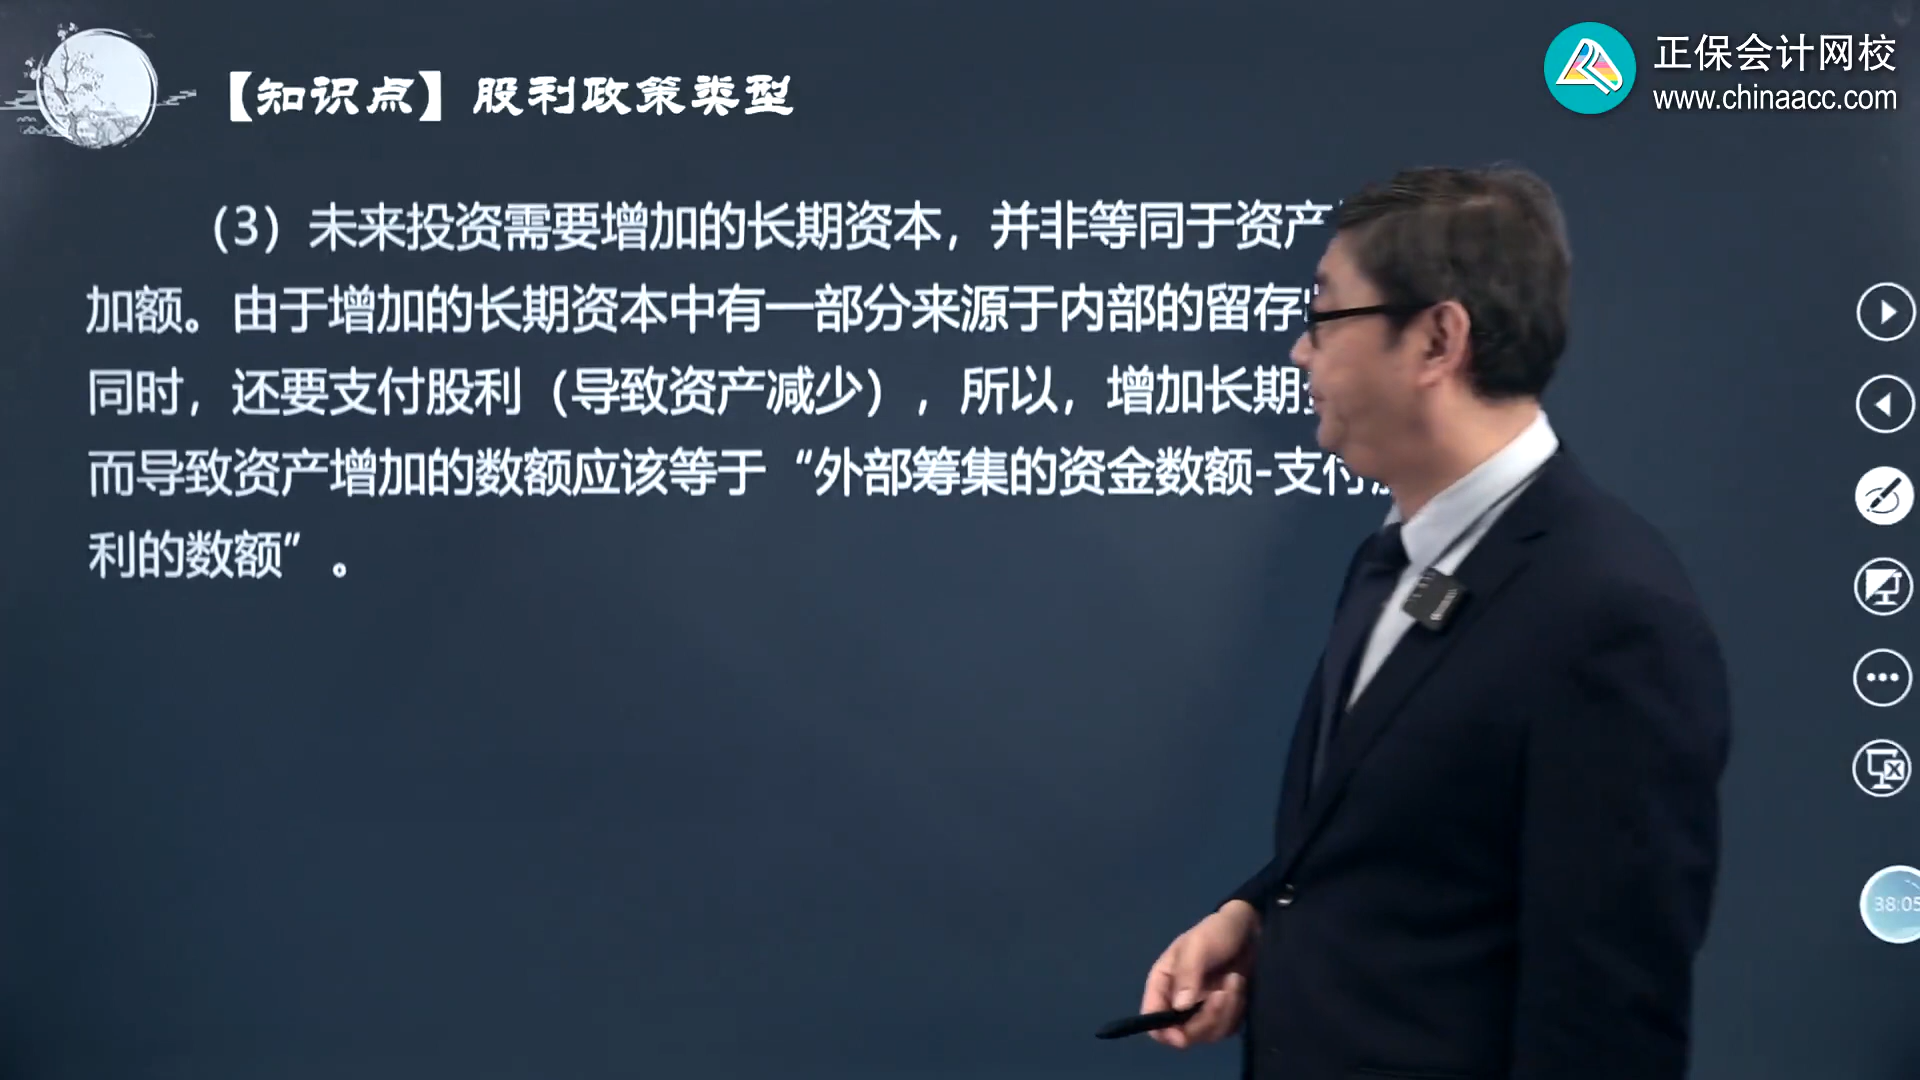 【知识点】股利政策类型
正保会计网校
www.chinaacc.com
（3）未来投资需要增加的长期资本，并非等同于资产
加额。由于增加的长期资本中有一部分来源于内部的留存
同时，还要支付股利（导致资产减少），所以，增加长期
而导致资产增加的数额应该等于“外部筹集的资金数额-支付
利的数额”。
38:05